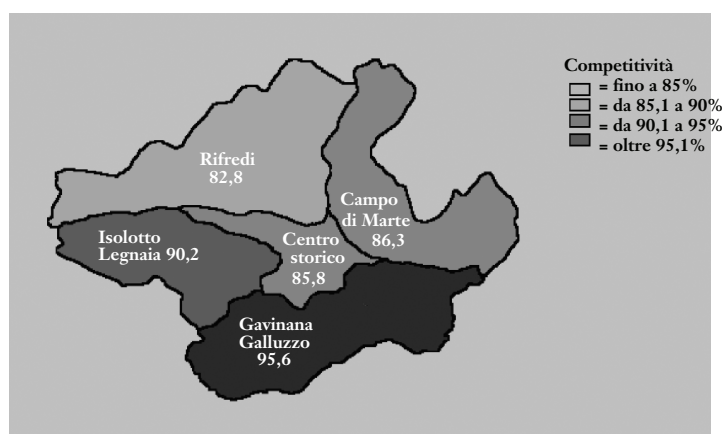 Competitività
= fino a 85%
= da 85,1 a 90%
= da 90,1 a 95%
= oltre 95,1%
Rifredi
82,8
Campo
di Marte
86,3
Isolotto
Legnaia 90,2
Centro
storico
85,8
Gavinana
Galluzzo
95,6